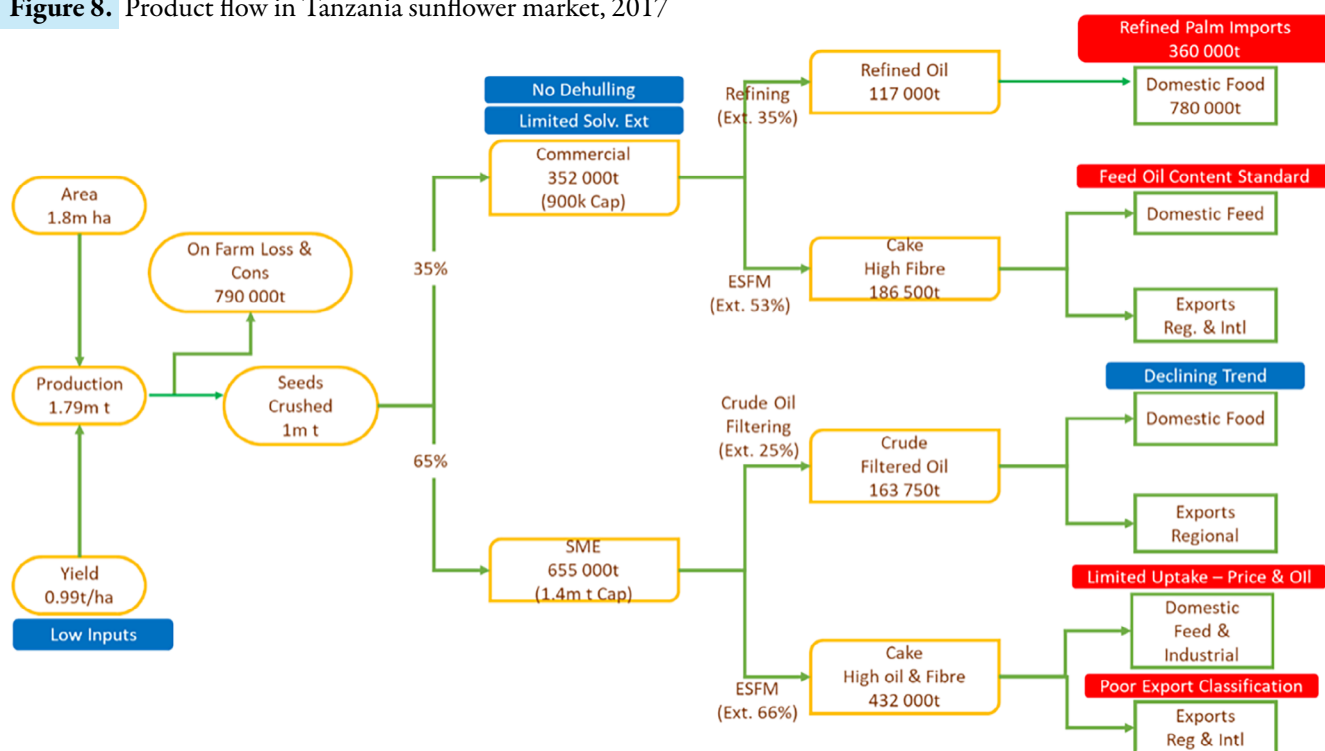 Figure 8. Product flow in Tanzania sunflower market, 2017
Refined Palm Imports
360 000t
Refined Oil
117 000t
Domestic Food
780 000t
No Dehulling
Limited Solv. Ext
Refining
(Ext. 35%)
Commercial
352 000t
(900k Cap)
Feed Oil Content Standard
Domestic Feed
Area
1.8m ha
On Farm Loss &
Cons
790 000t
35%
Cake
High Fibre
186 500t
ESFM
(Ext. 53%)
Exports
Reg. & Intl
Production
1.79m t
Seeds
Crushed
1m t
Declining Trend
Domestic Food
Crude Oil
Filtering
(Ext. 25%)
Crude
Filtered Oil
163 750t
65%
Exports
Regional
Yield
0.99t/ha
Low Inputs
SME
655 000t
(1.4m t Cap)
Limited Uptake – Price & OIl
Domestic
Feed &
Industrial
Cake
High oil & Fibre
432 000t
ESFM
(Ext. 66%)
Poor Export Classification
Exports
Reg & Intl